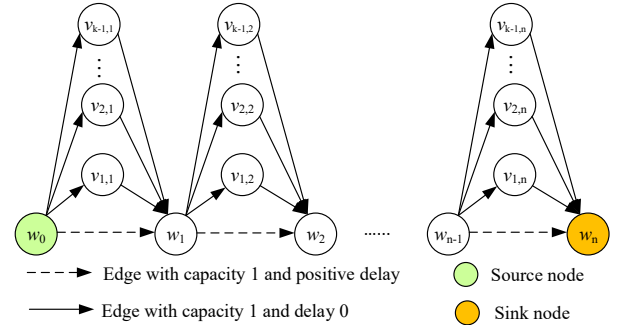 v_{k-1,1} v_{k-1,2} v_{k-1,n}
⋮ ⋮ ⋮
v_{2,1} v_{2,2} v_{2,n}
v_{1,1} v_{1,2} v_{1,n}
w_0 w_1 w_2 ...... w_{n-1} w_n
Edge with capacity 1 and positive delay
Source node
Edge with capacity 1 and delay 0
Sink node